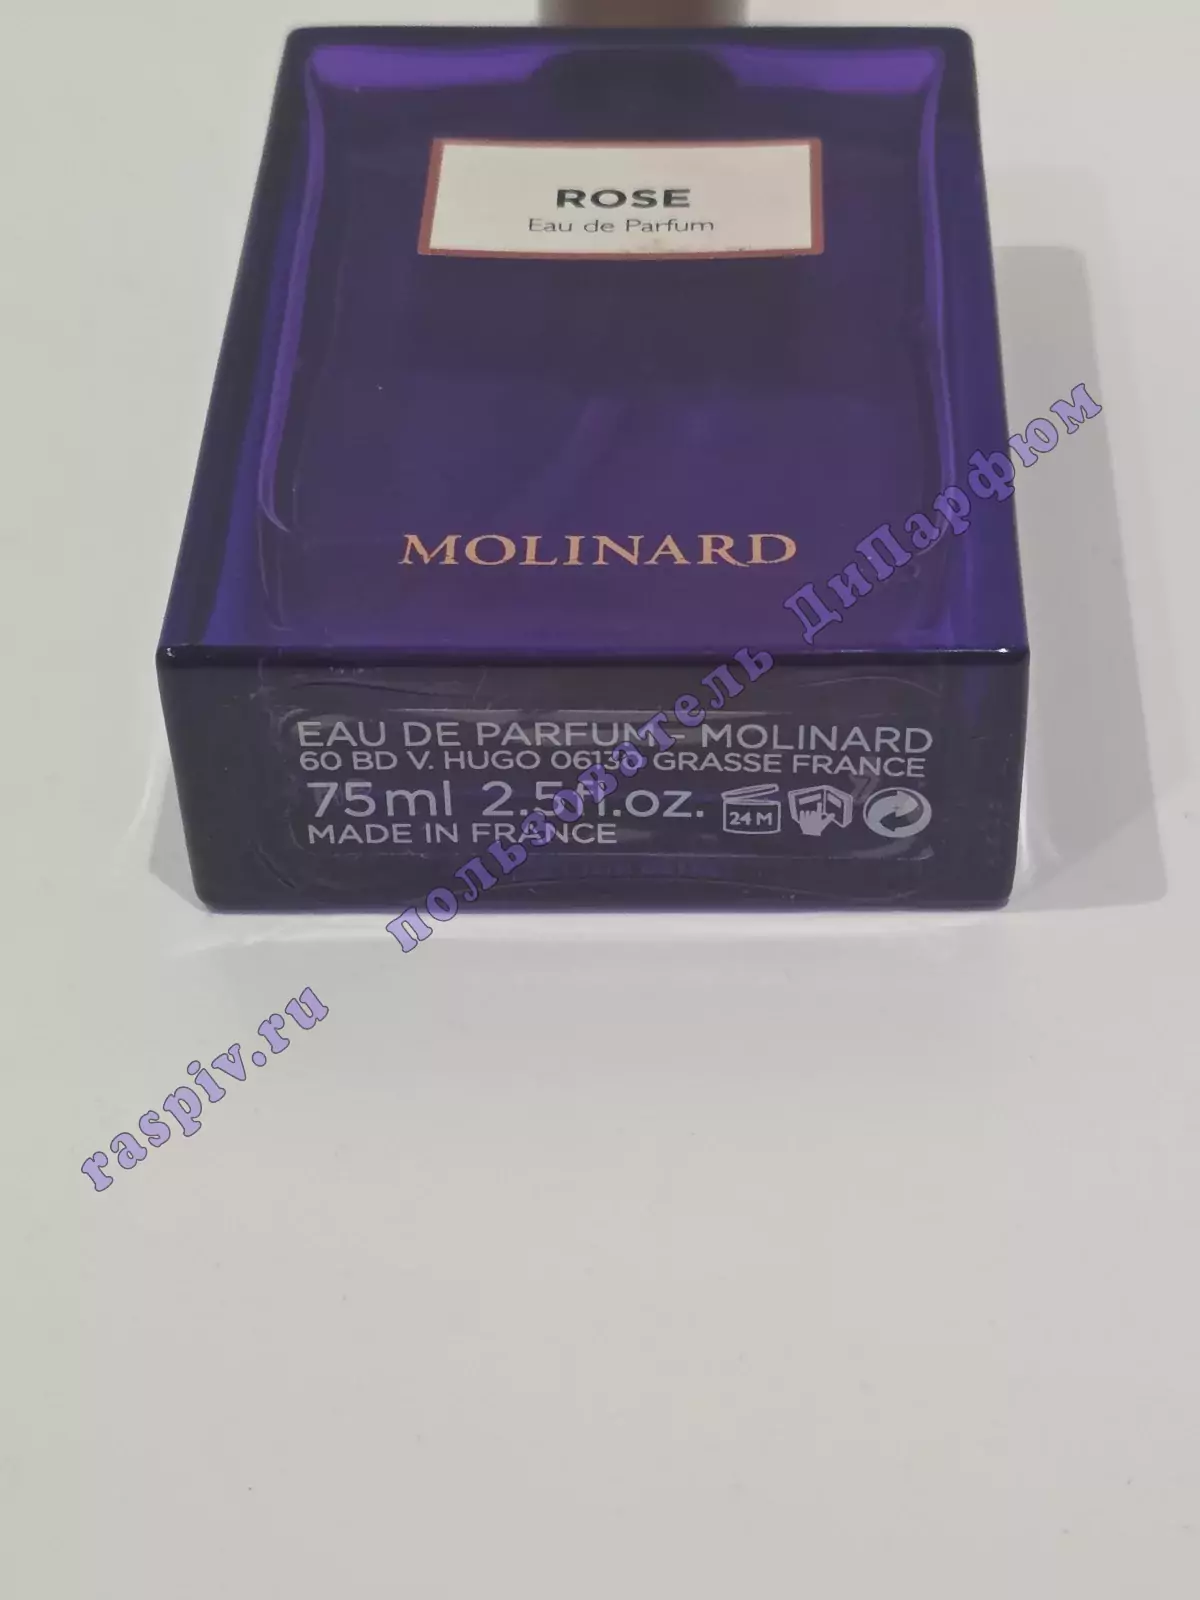 ROSE
Eau de Parfum
MOLINARD
EAU DE PARFUM - MOLINARD
60 BD V. HUGO 06130 GRASSE FRANCE
75ml 2.5fl.oz.
24 M
MADE IN FRANCE
raspiv.ru пользователь ДиПарфюм